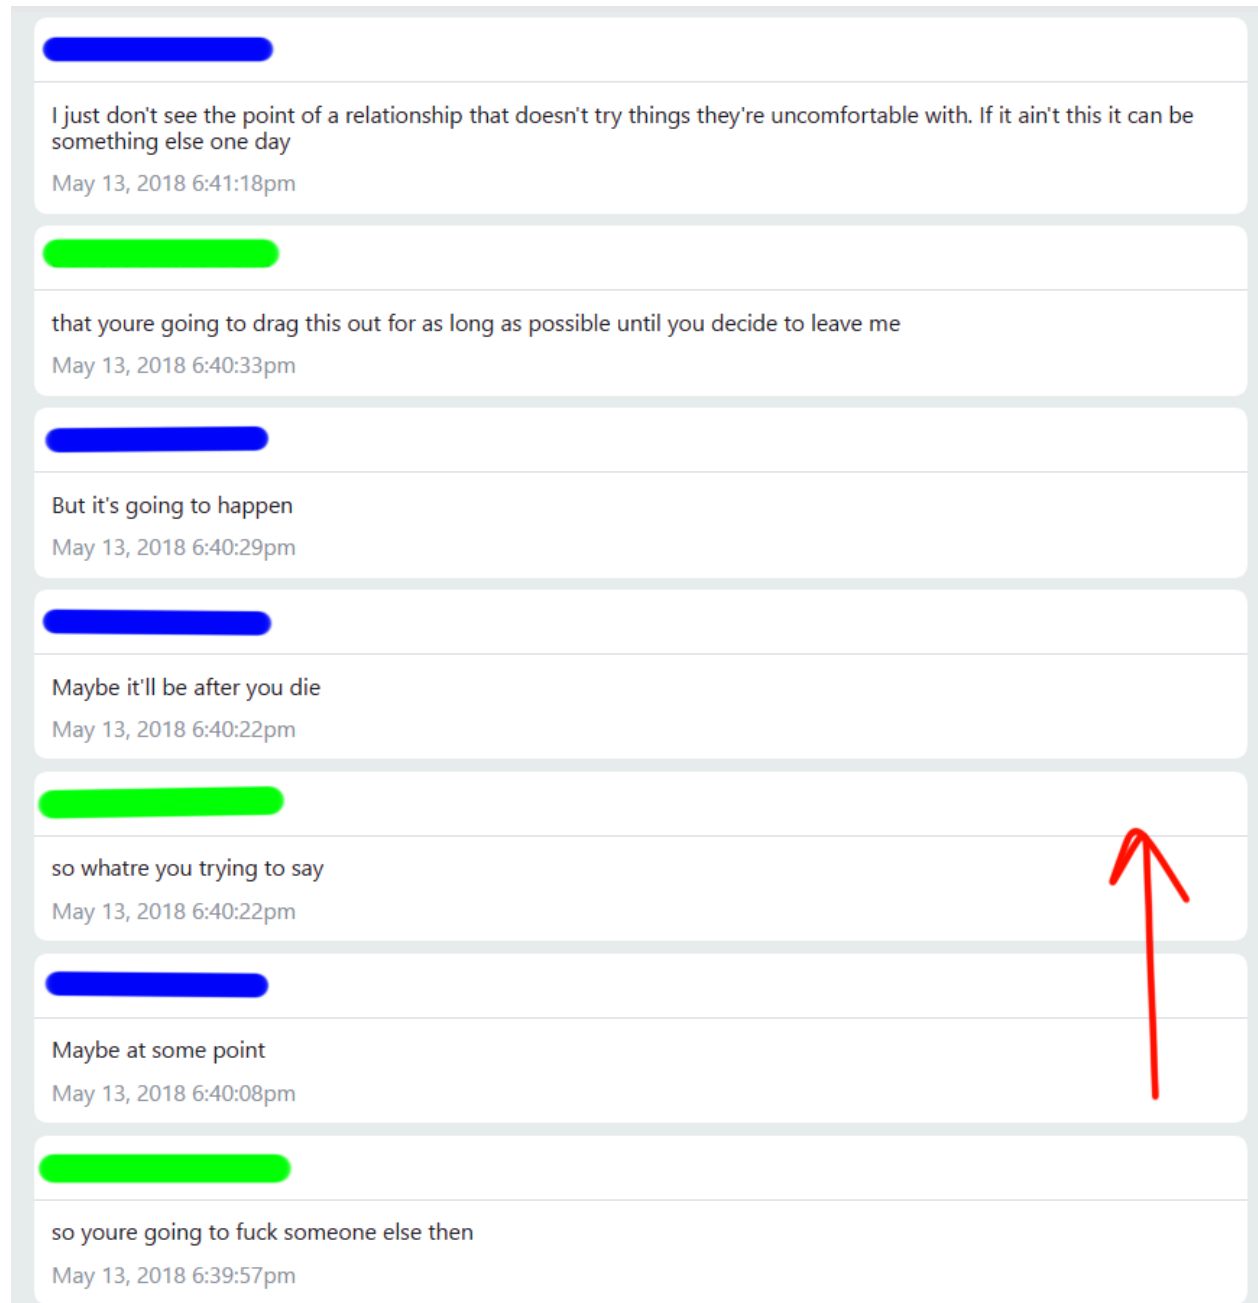 I just don't see the point of a relationship that doesn't try things they're uncomfortable with. If it ain't this it can be
something else one day
May 13, 2018 6:41:18pm
that youre going to drag this out for as long as possible until you decide to leave me
May 13, 2018 6:40:33pm
But it's going to happen
May 13, 2018 6:40:29pm
Maybe it'll be after you die
May 13, 2018 6:40:22pm
so whatre you trying to say
May 13, 2018 6:40:22pm
Maybe at some point
May 13, 2018 6:40:08pm
so youre going to fuck someone else then
May 13, 2018 6:39:57pm